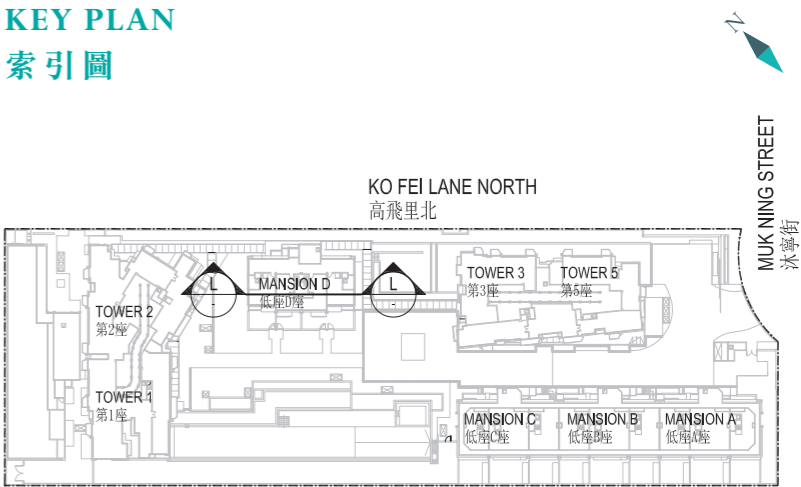 KEY PLAN
索引圖
N
KO FEI LANE NORTH
高飛里北
MUK NING STREET
沐寧街
L
-
MANSION D
低座D座
L
-
TOWER 3
第3座
TOWER 5
第5座
TOWER 2
第2座
TOWER 1
第1座
MANSION C
低座C座
MANSION B
低座B座
MANSION A
低座A座